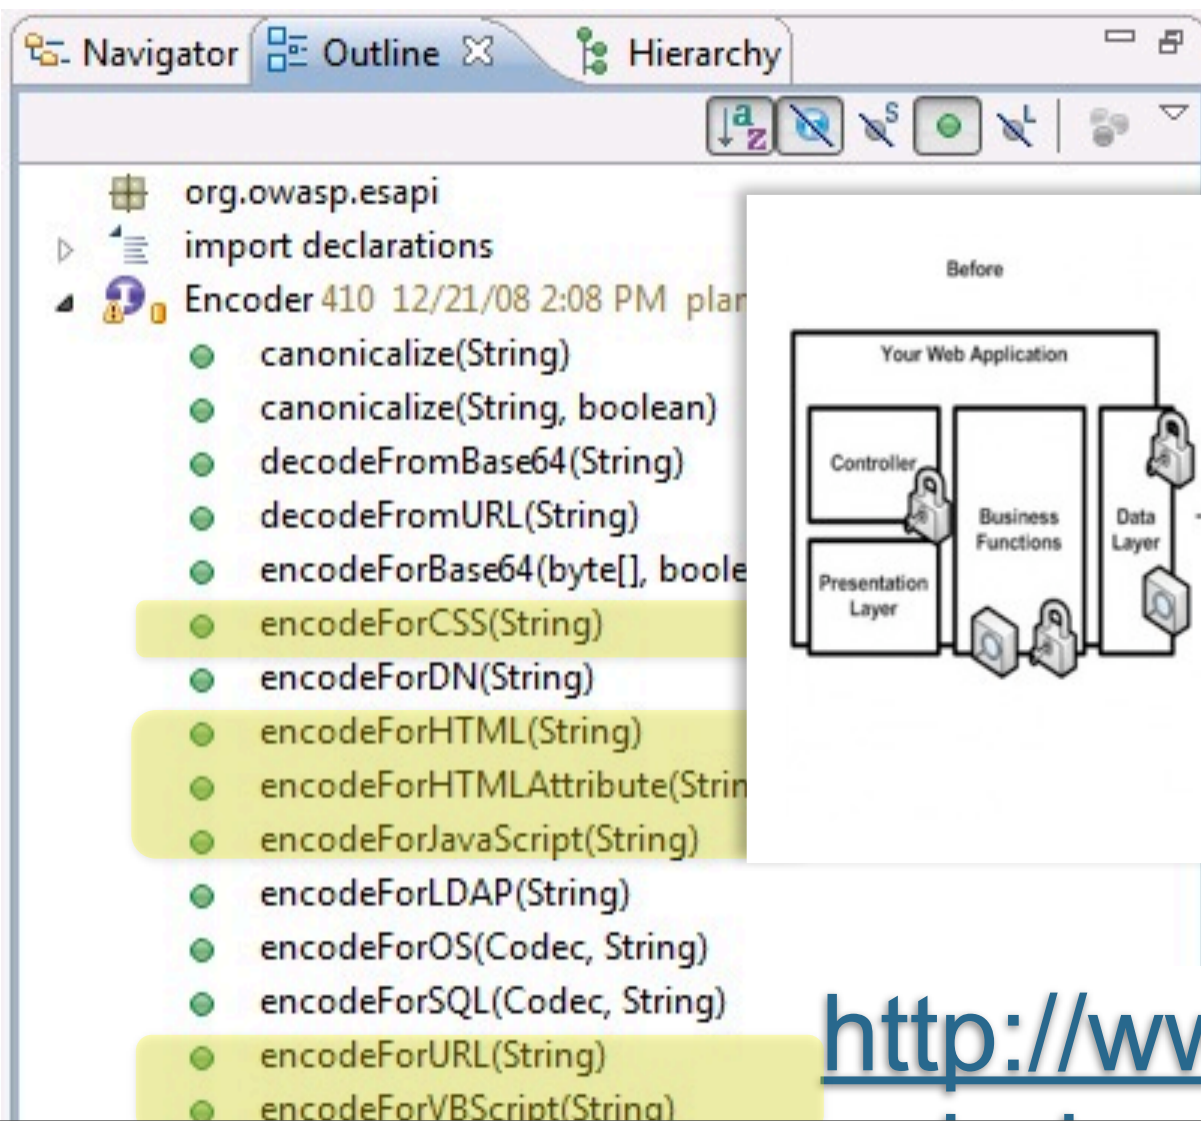 Navigator Outline Hierarchy
org.owasp.esapi
import declarations
Encoder 410 12/21/08 2:08 PM plan
canonicalize(String)
canonicalize(String, boolean)
decodeFromBase64(String)
decodeFromURL(String)
encodeForBase64(byte[], boole
encodeForCSS(String)
encodeForDN(String)
encodeForHTML(String)
encodeForHTMLAttribute(Strin
encodeForJavaScript(String)
encodeForLDAP(String)
encodeForOS(Codec, String)
encodeForSQL(Codec, String)
encodeForURL(String)
encodeForVBScript(String)
Before
Your Web Application
Controller
Business
Functions
Data
Layer
Presentation
Layer
http://ww